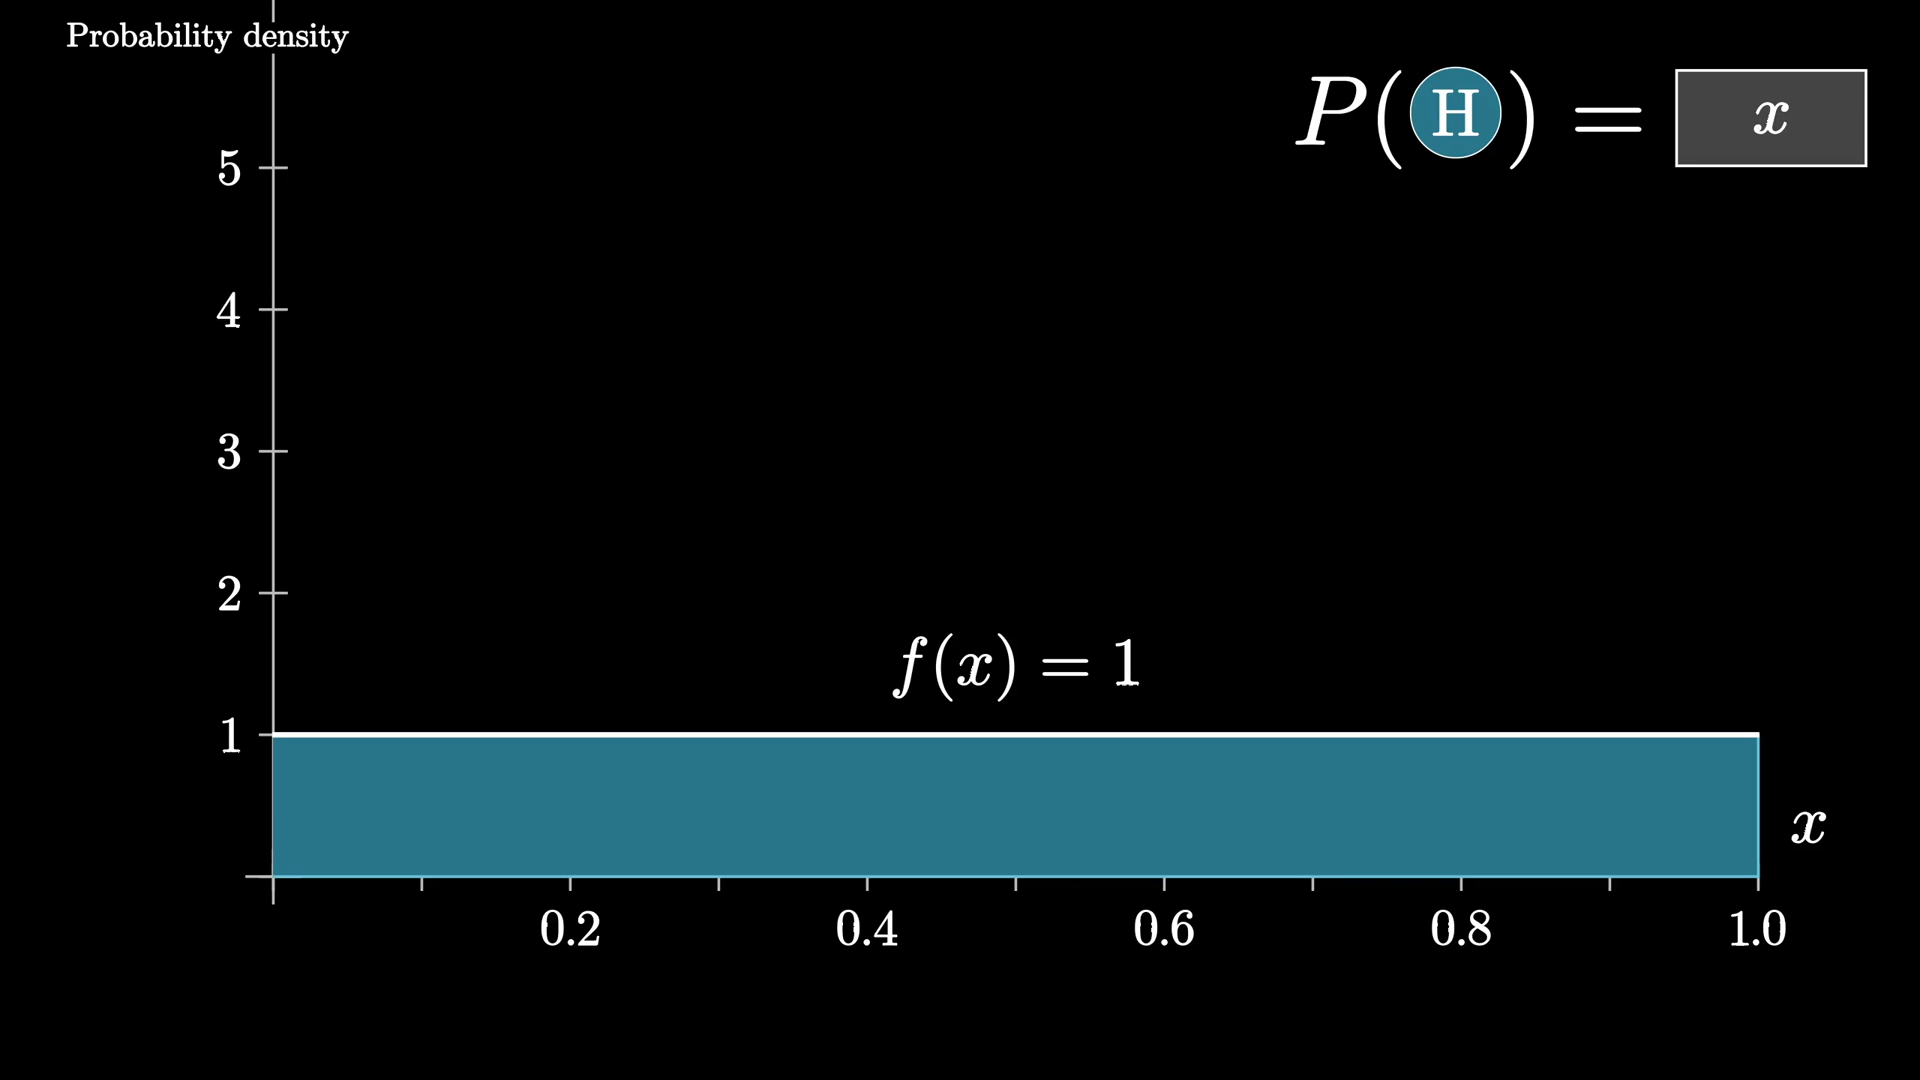 Probability density
P(H) = x
5
4
3
2
f(x) = 1
1
x
0.2 0.4 0.6 0.8 1.0